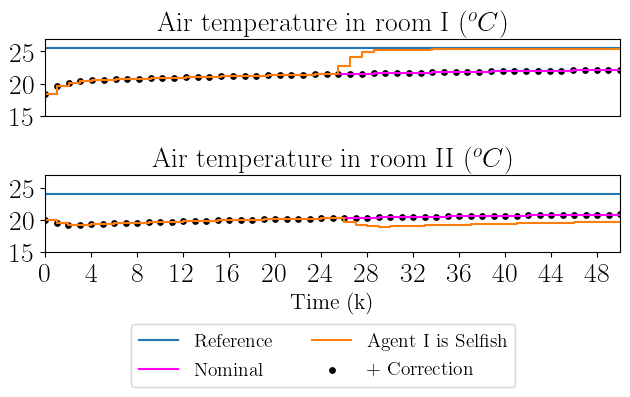 Air temperature in room I (°C)
25
20
15
Air temperature in room II (°C)
25
20
15
0 4 8 12 16 20 24 28 32 36 40 44 48
Time (k)
Reference Agent I is Selfish
Nominal + Correction